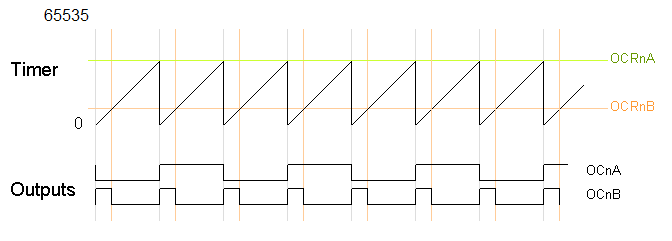 65535
Timer
OCRnA
OCRnB
0
OCnA
Outputs
OCnB